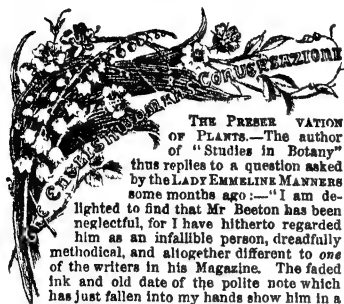 THE ENGLISHWOMAN'S CONVERSAZIONE
THE PRESER VATION
OF PLANTS.—The author
of "Studies in Botany"
thus replies to a question asked
by the LADY EMMELINE MANNERS
some months ago :—"I am de-
lighted to find that Mr Beeton has been
neglectful, for I have hitherto regarded
him as an infallible person, dreadfully
methodical, and altogether different to one
of the writers in his Magazine. The faded
ink and old date of the polite note which
has just fallen into my hands show him in a